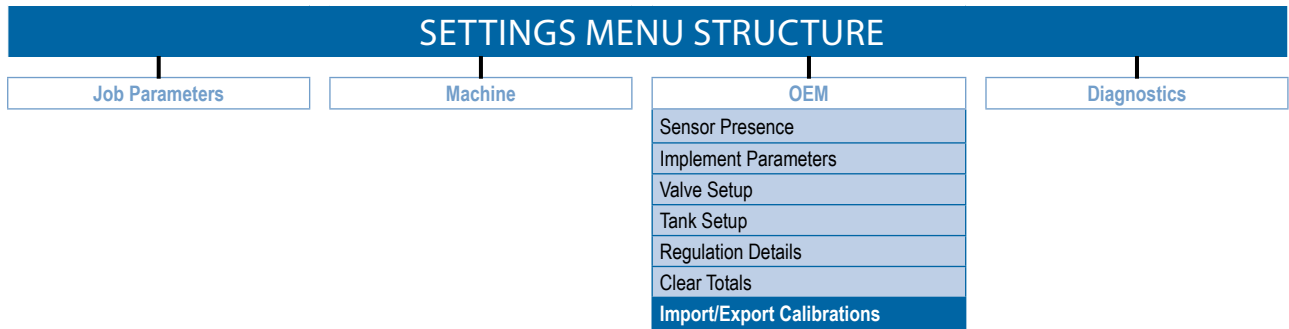 SETTINGS MENU STRUCTURE
Job Parameters
Machine
OEM
Diagnostics
Sensor Presence
Implement Parameters
Valve Setup
Tank Setup
Regulation Details
Clear Totals
Import/Export Calibrations